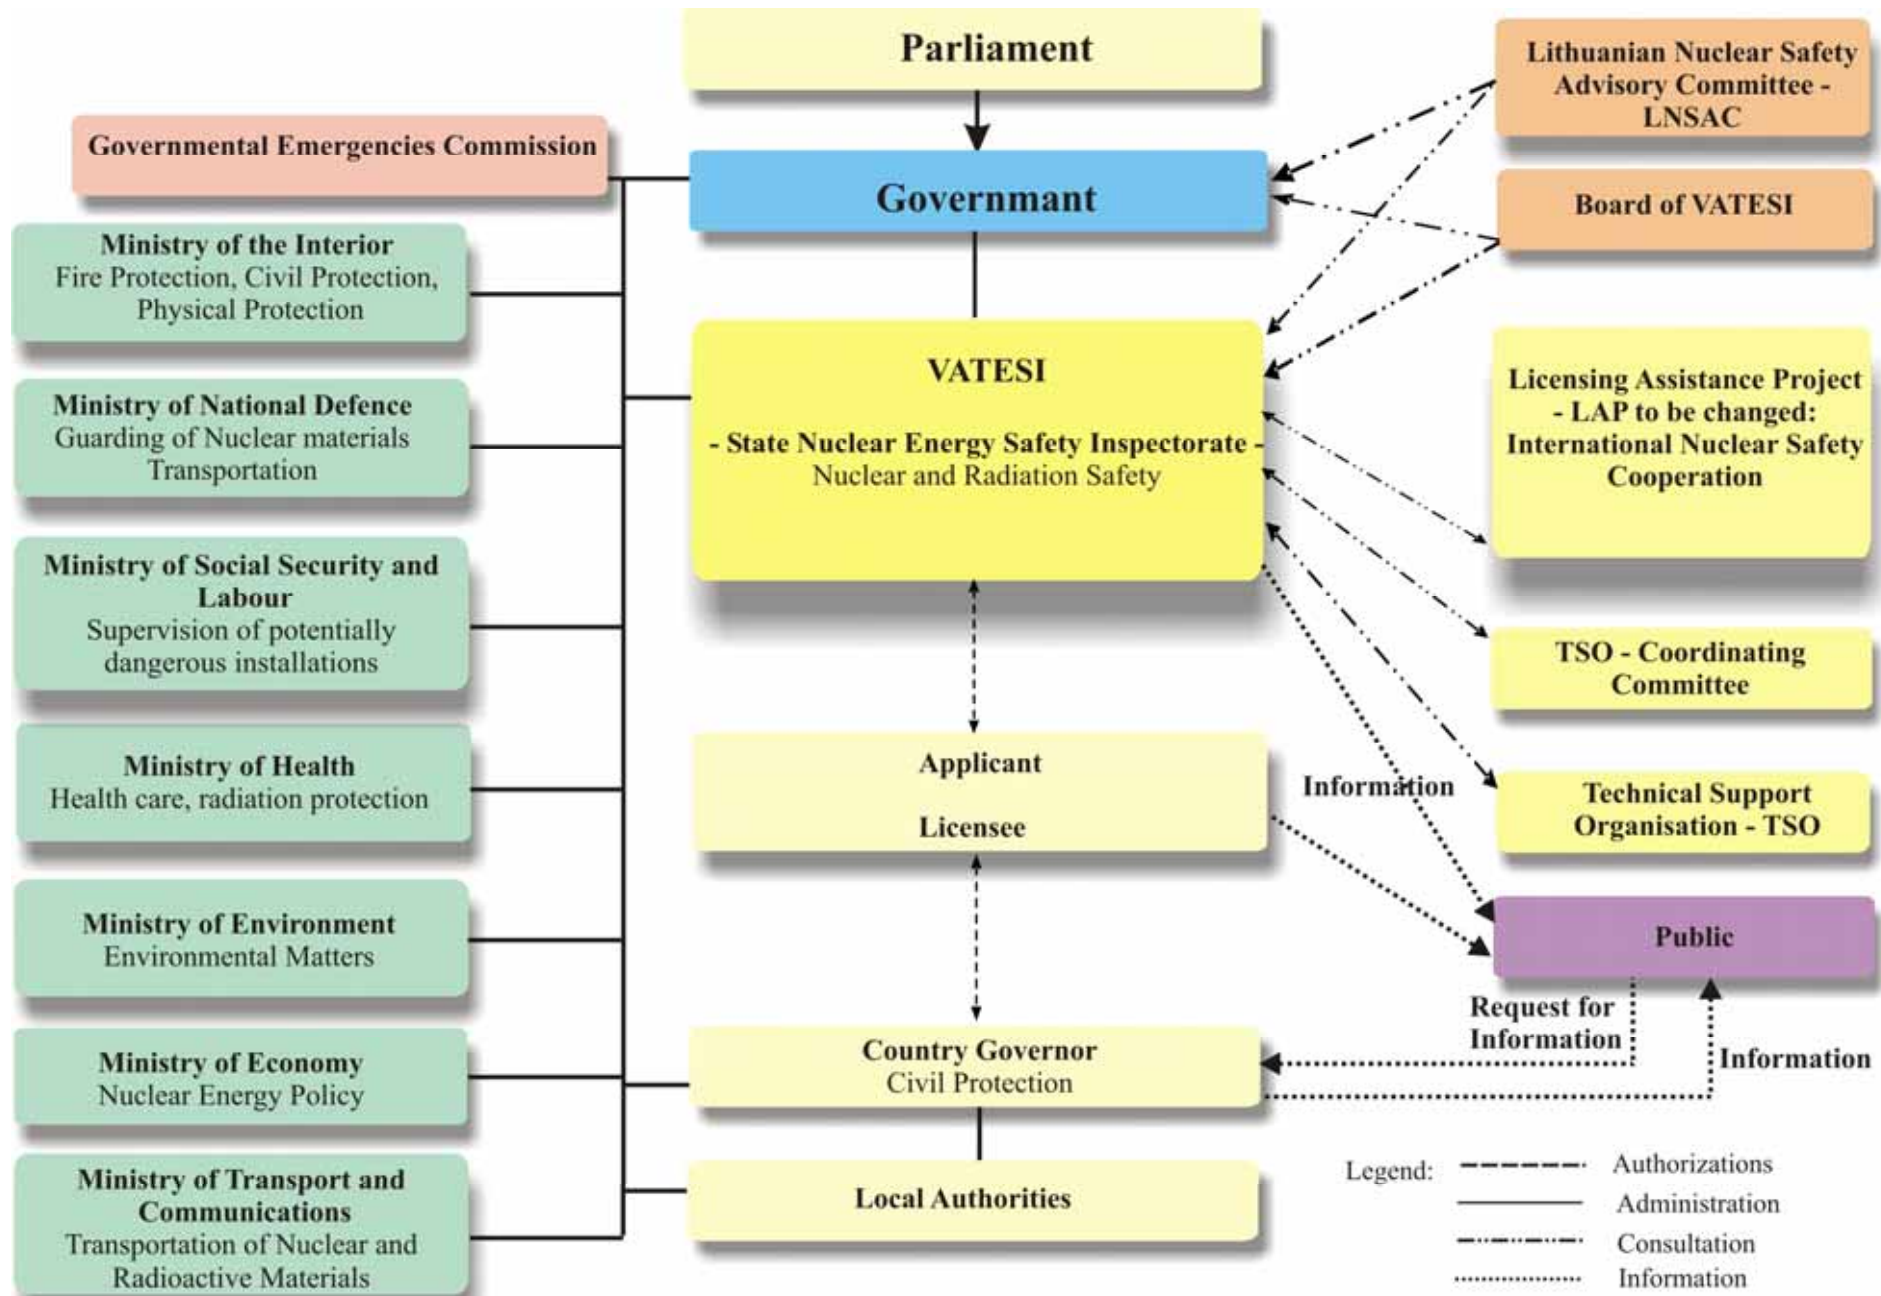 Parliament
Governmental Emergencies Commission
Governmant
Lithuanian Nuclear Safety
Advisory Committee -
LNSAC
Board of VATESI
Ministry of the Interior
Fire Protection, Civil Protection,
Physical Protection
Ministry of National Defence
Guarding of Nuclear materials
Transportation
Ministry of Social Security and
Labour
Supervision of potentially
dangerous installations
Ministry of Health
Health care, radiation protection
Ministry of Environment
Environmental Matters
Ministry of Economy
Nuclear Energy Policy
Ministry of Transport and
Communications
Transportation of Nuclear and
Radioactive Materials
VATESI
- State Nuclear Energy Safety Inspectorate -
Nuclear and Radiation Safety
Applicant
Licensee
Country Governor
Civil Protection
Local Authorities
Licensing Assistance Project
- LAP to be changed:
International Nuclear Safety
Cooperation
TSO - Coordinating
Committee
Technical Support
Organisation - TSO
Information
Public
Request for
Information
Information
Legend:
Authorizations
Administration
Consultation
Information